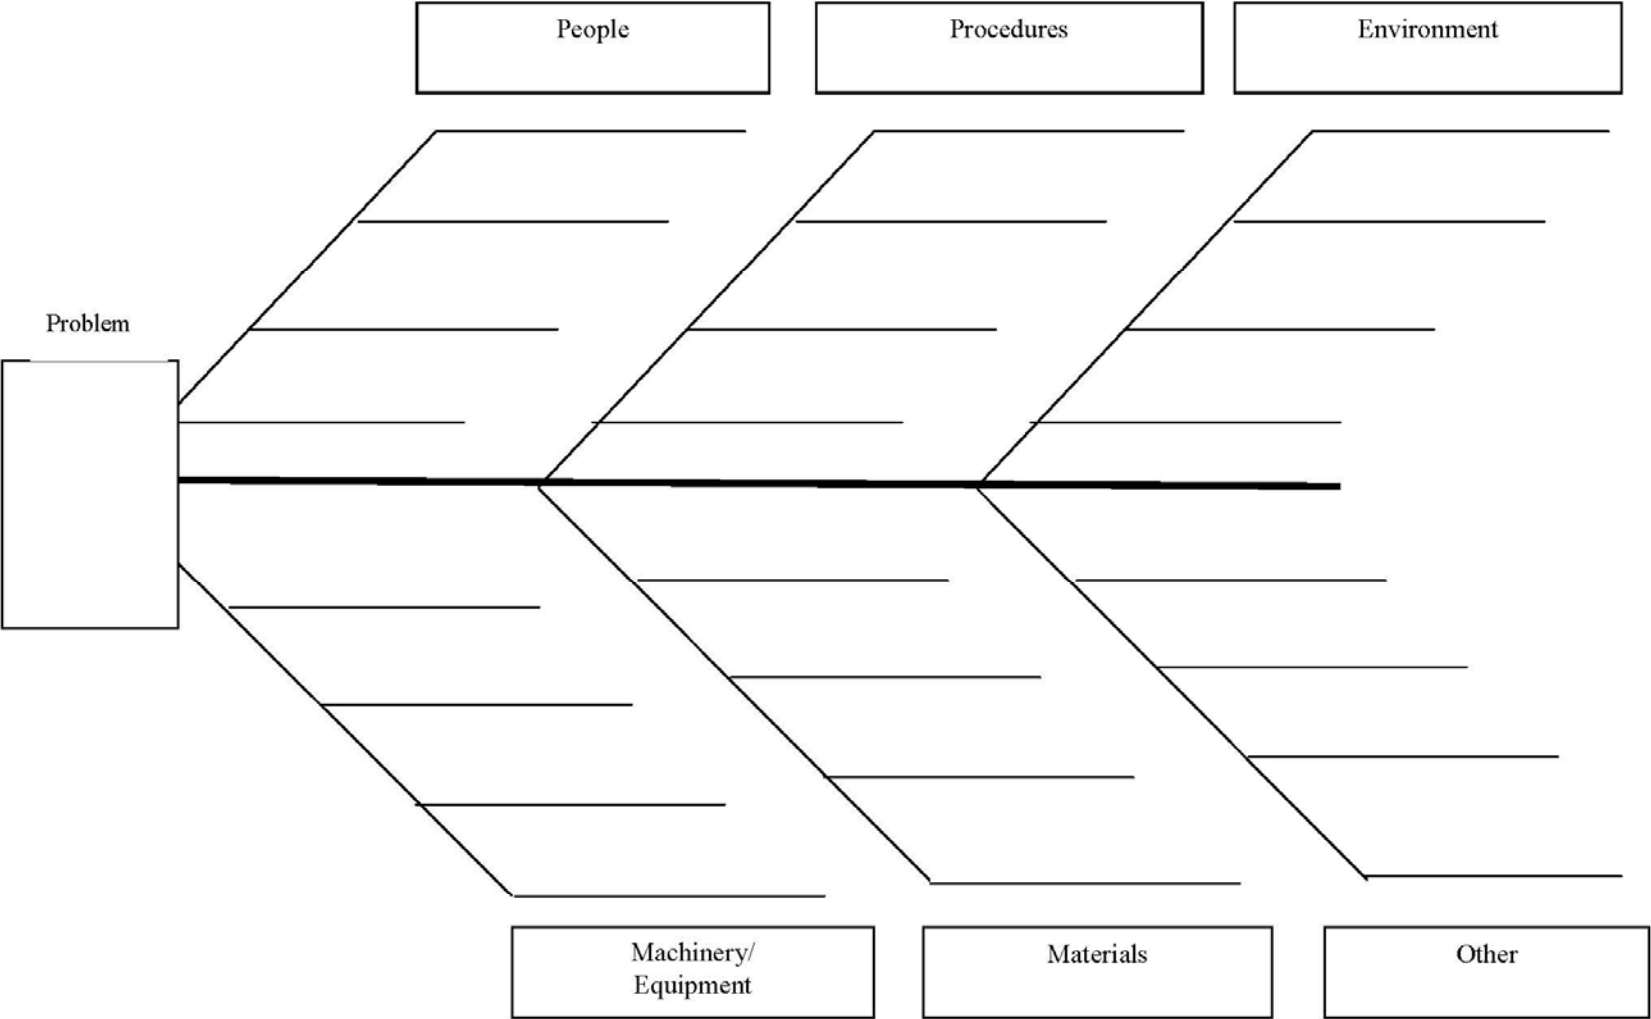 People
Procedures
Environment
Problem
Machinery/
Equipment
Materials
Other